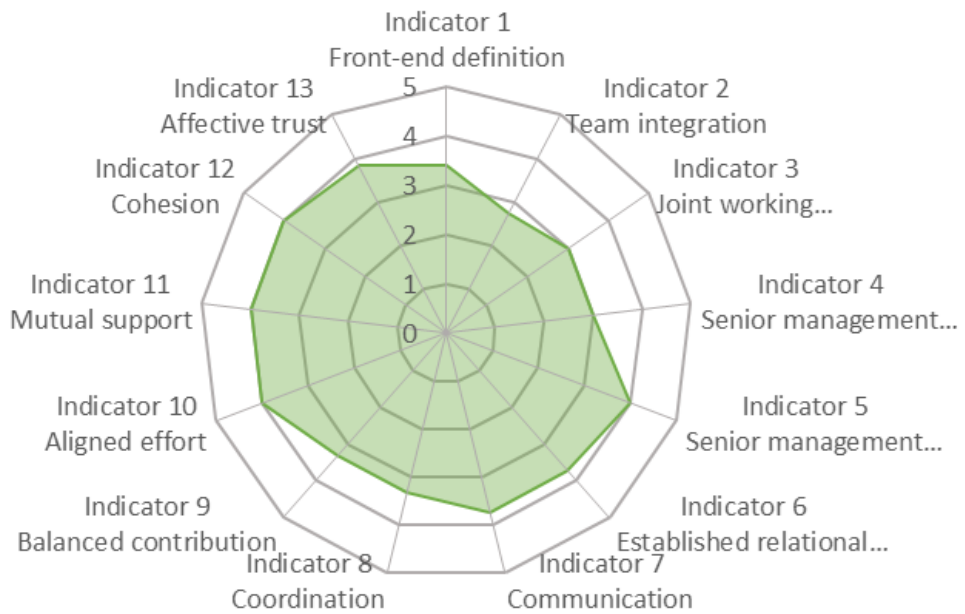 Indicator 1
Front-end definition
Indicator 2
Team integration
Indicator 3
Joint working...
Indicator 4
Senior management...
Indicator 5
Senior management...
Indicator 6
Established relational...
Indicator 7
Communication
Indicator 8
Coordination
Indicator 9
Balanced contribution
Indicator 10
Aligned effort
Indicator 11
Mutual support
Indicator 12
Cohesion
Indicator 13
Affective trust
5
4
3
2
1
0